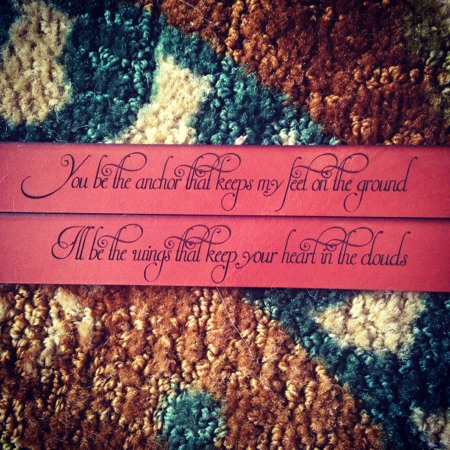 You be the anchor that keeps my feet on the ground
I'll be the wings that keep your heart in the clouds